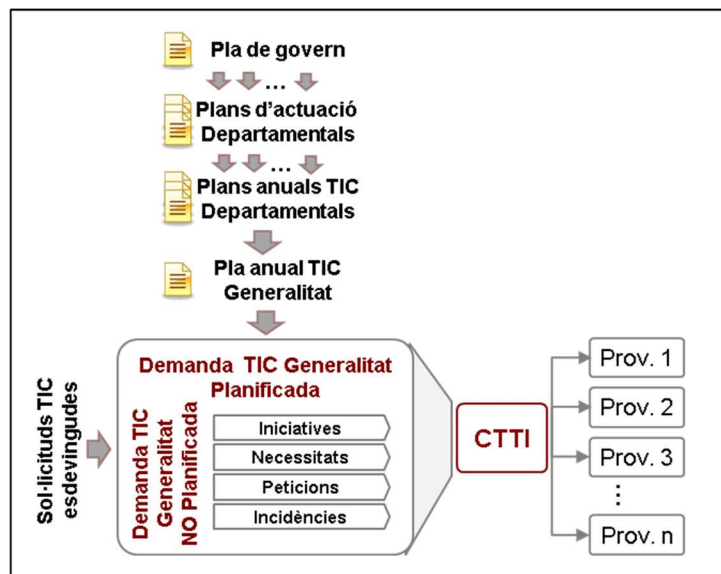 Pla de govern
...
Plans d'actuació
Departamentals
...
Plans anuals TIC
Departamentals
Pla anual TIC
Generalitat
Sol·licituds TIC
esdevingudes
Demanda TIC Generalitat
Planificada
Demanda TIC
Generalitat
NO Planificada
Iniciatives
Necessitats
Peticions
Incidències
CTTI
Prov. 1
Prov. 2
Prov. 3
...
Prov. n